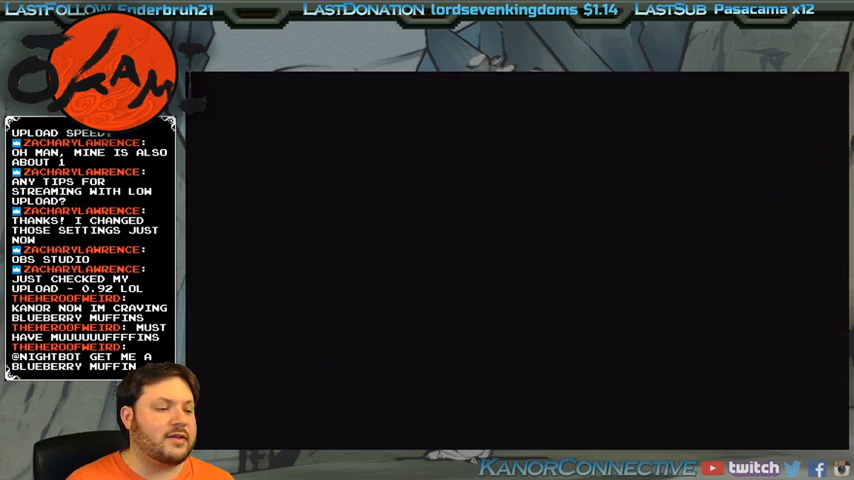 LASTFOLLOW Enderbruh21
LASTDONATION lordsevenkingdoms $1.14
LASTSUB Pasacama x12
ŌKAMI
UPLOAD SPEED?
ZACHARYLAWRENCE:
OH MAN, MINE IS ALSO
ABOUT 1
ZACHARYLAWRENCE:
ANY TIPS FOR
STREAMING WITH LOW
UPLOAD?
ZACHARYLAWRENCE:
THANKS! I CHANGED
THOSE SETTINGS JUST
NOW
ZACHARYLAWRENCE:
OBS STUDIO
ZACHARYLAWRENCE:
JUST CHECKED MY
UPLOAD - 0.92 LOL
THEHEROOFWEIRD:
KANOR NOW IM CRAVING
BLUEBERRY MUFFINS
THEHEROOFWEIRD: MUST
HAVE MUUUUUFFFFINS
THEHEROOFWEIRD:
@NIGHTBOT GET ME A
BLUEBERRY MUFFIN
KANORCONNECTIVE
twitch